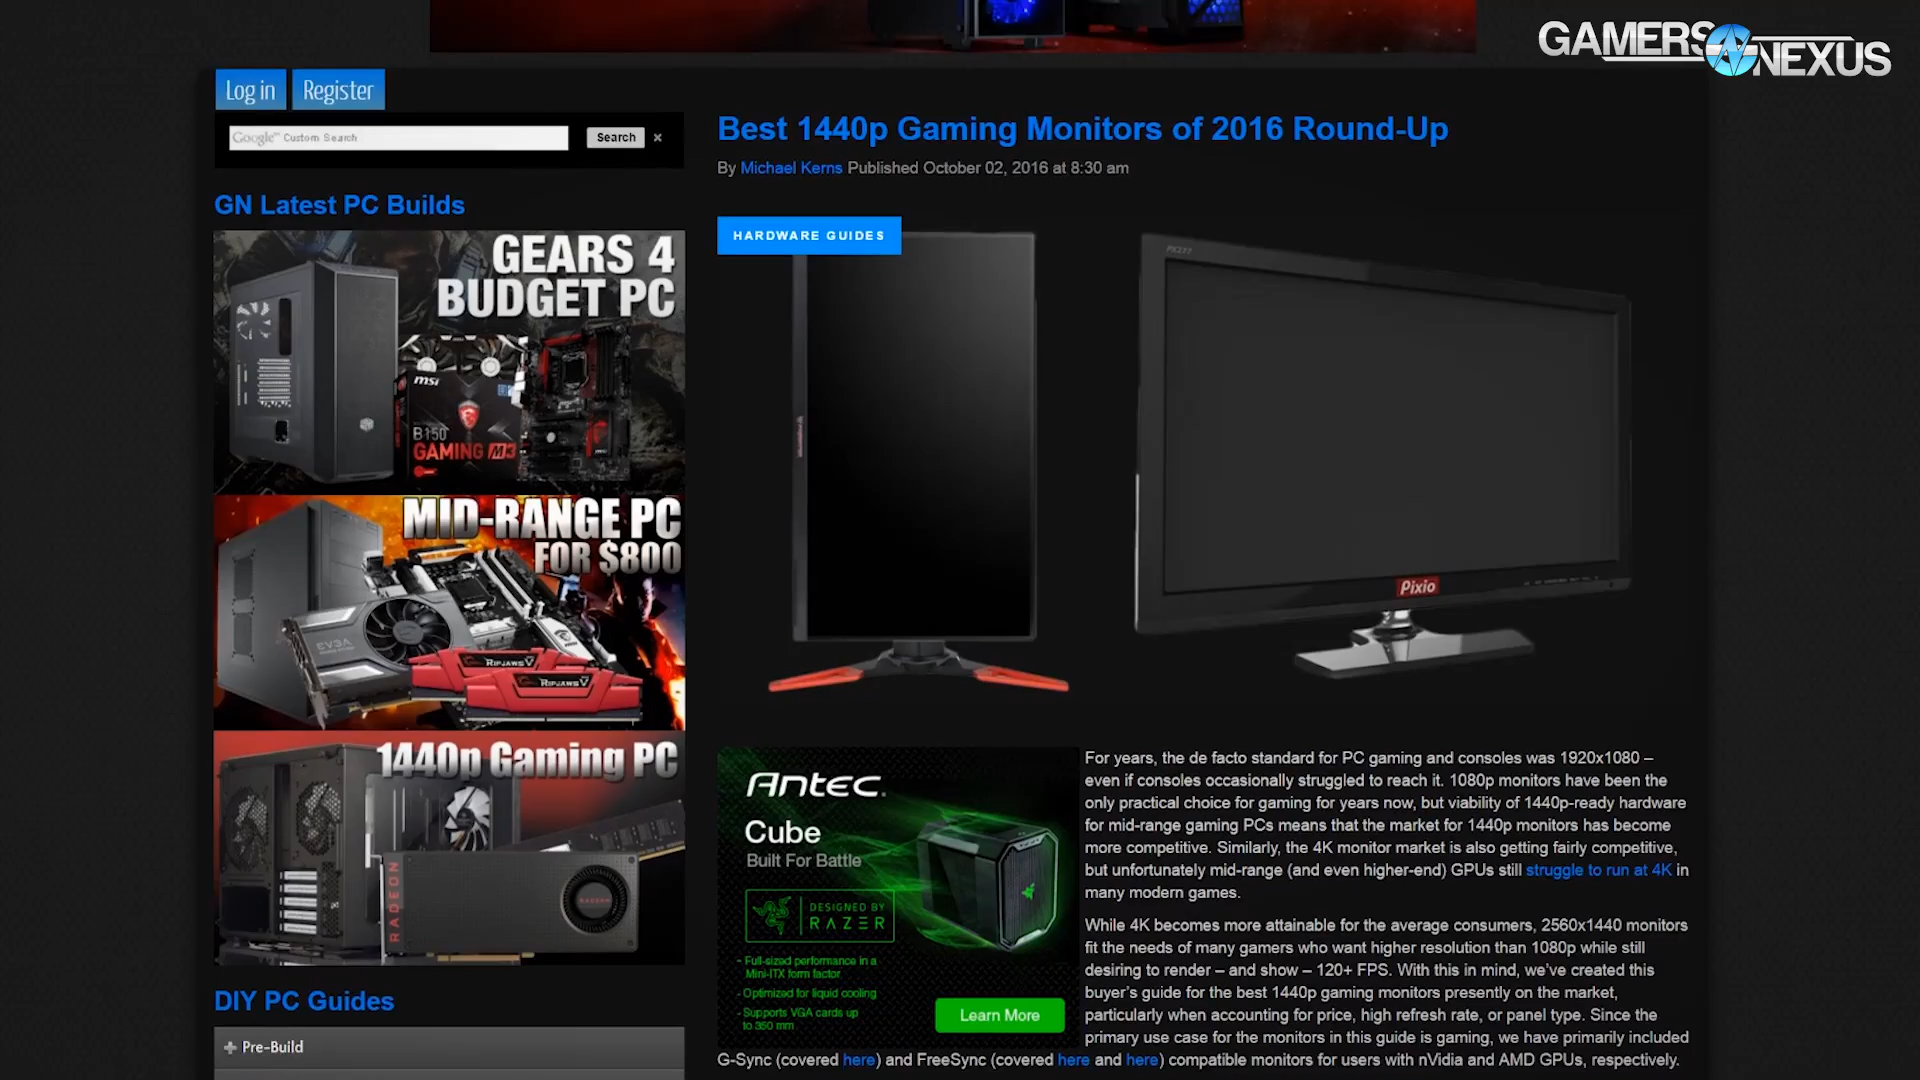 GAMERS NEXUS
Log in Register
Google Custom Search Search ×
Best 1440p Gaming Monitors of 2016 Round-Up
By Michael Kerns Published October 02, 2016 at 8:30 am
GN Latest PC Builds
HARDWARE GUIDES
GEARS 4
BUDGET PC
msi
B150
GAMING M3
MID-RANGE PC
FOR $800
EVGA
RIPJAWS V
RIPJAWS V
1440p Gaming PC
RADEON
RADEON
PX277
Pixio
Antec
Cube
Built For Battle
DESIGNED BY
RAZER
- Full-sized performance in a
Mini-ITX form factor
- Optimized for liquid cooling
- Supports VGA cards up
to 350 mm
Learn More
For years, the de facto standard for PC gaming and consoles was 1920x1080 –
even if consoles occasionally struggled to reach it. 1080p monitors have been the
only practical choice for gaming for years now, but viability of 1440p-ready hardware
for mid-range gaming PCs means that the market for 1440p monitors has become
more competitive. Similarly, the 4K monitor market is also getting fairly competitive,
but unfortunately mid-range (and even higher-end) GPUs still struggle to run at 4K in
many modern games.
While 4K becomes more attainable for the average consumers, 2560x1440 monitors
fit the needs of many gamers who want higher resolution than 1080p while still
desiring to render – and show – 120+ FPS. With this in mind, we've created this
buyer's guide for the best 1440p gaming monitors presently on the market,
particularly when accounting for price, high refresh rate, or panel type. Since the
primary use case for the monitors in this guide is gaming, we have primarily included
G-Sync (covered here) and FreeSync (covered here and here) compatible monitors for users with nVidia and AMD GPUs, respectively.
DIY PC Guides
+ Pre-Build